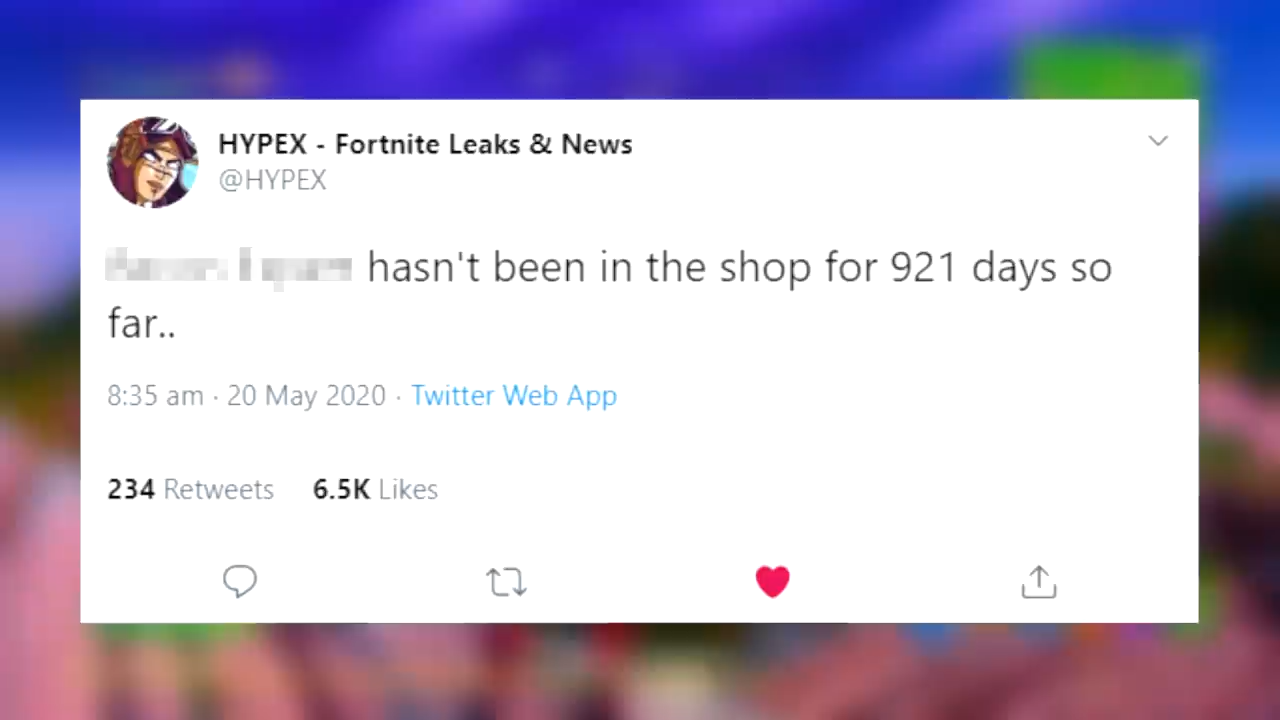 HYPEX - Fortnite Leaks & News
@HYPEX
hasn't been in the shop for 921 days so
far..
8:35 am · 20 May 2020 · Twitter Web App
234 Retweets 6.5K Likes